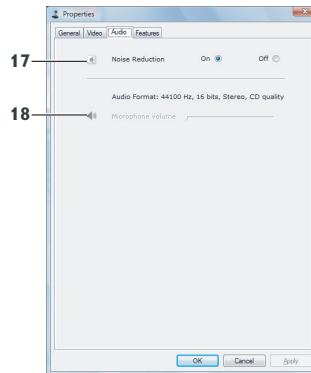 Properties
General Video Audio Features
17 Noise Reduction On Off
Audio Format: 44100 Hz, 16 bits, Stereo, CD quality
18 Microphone volume
OK Cancel Apply